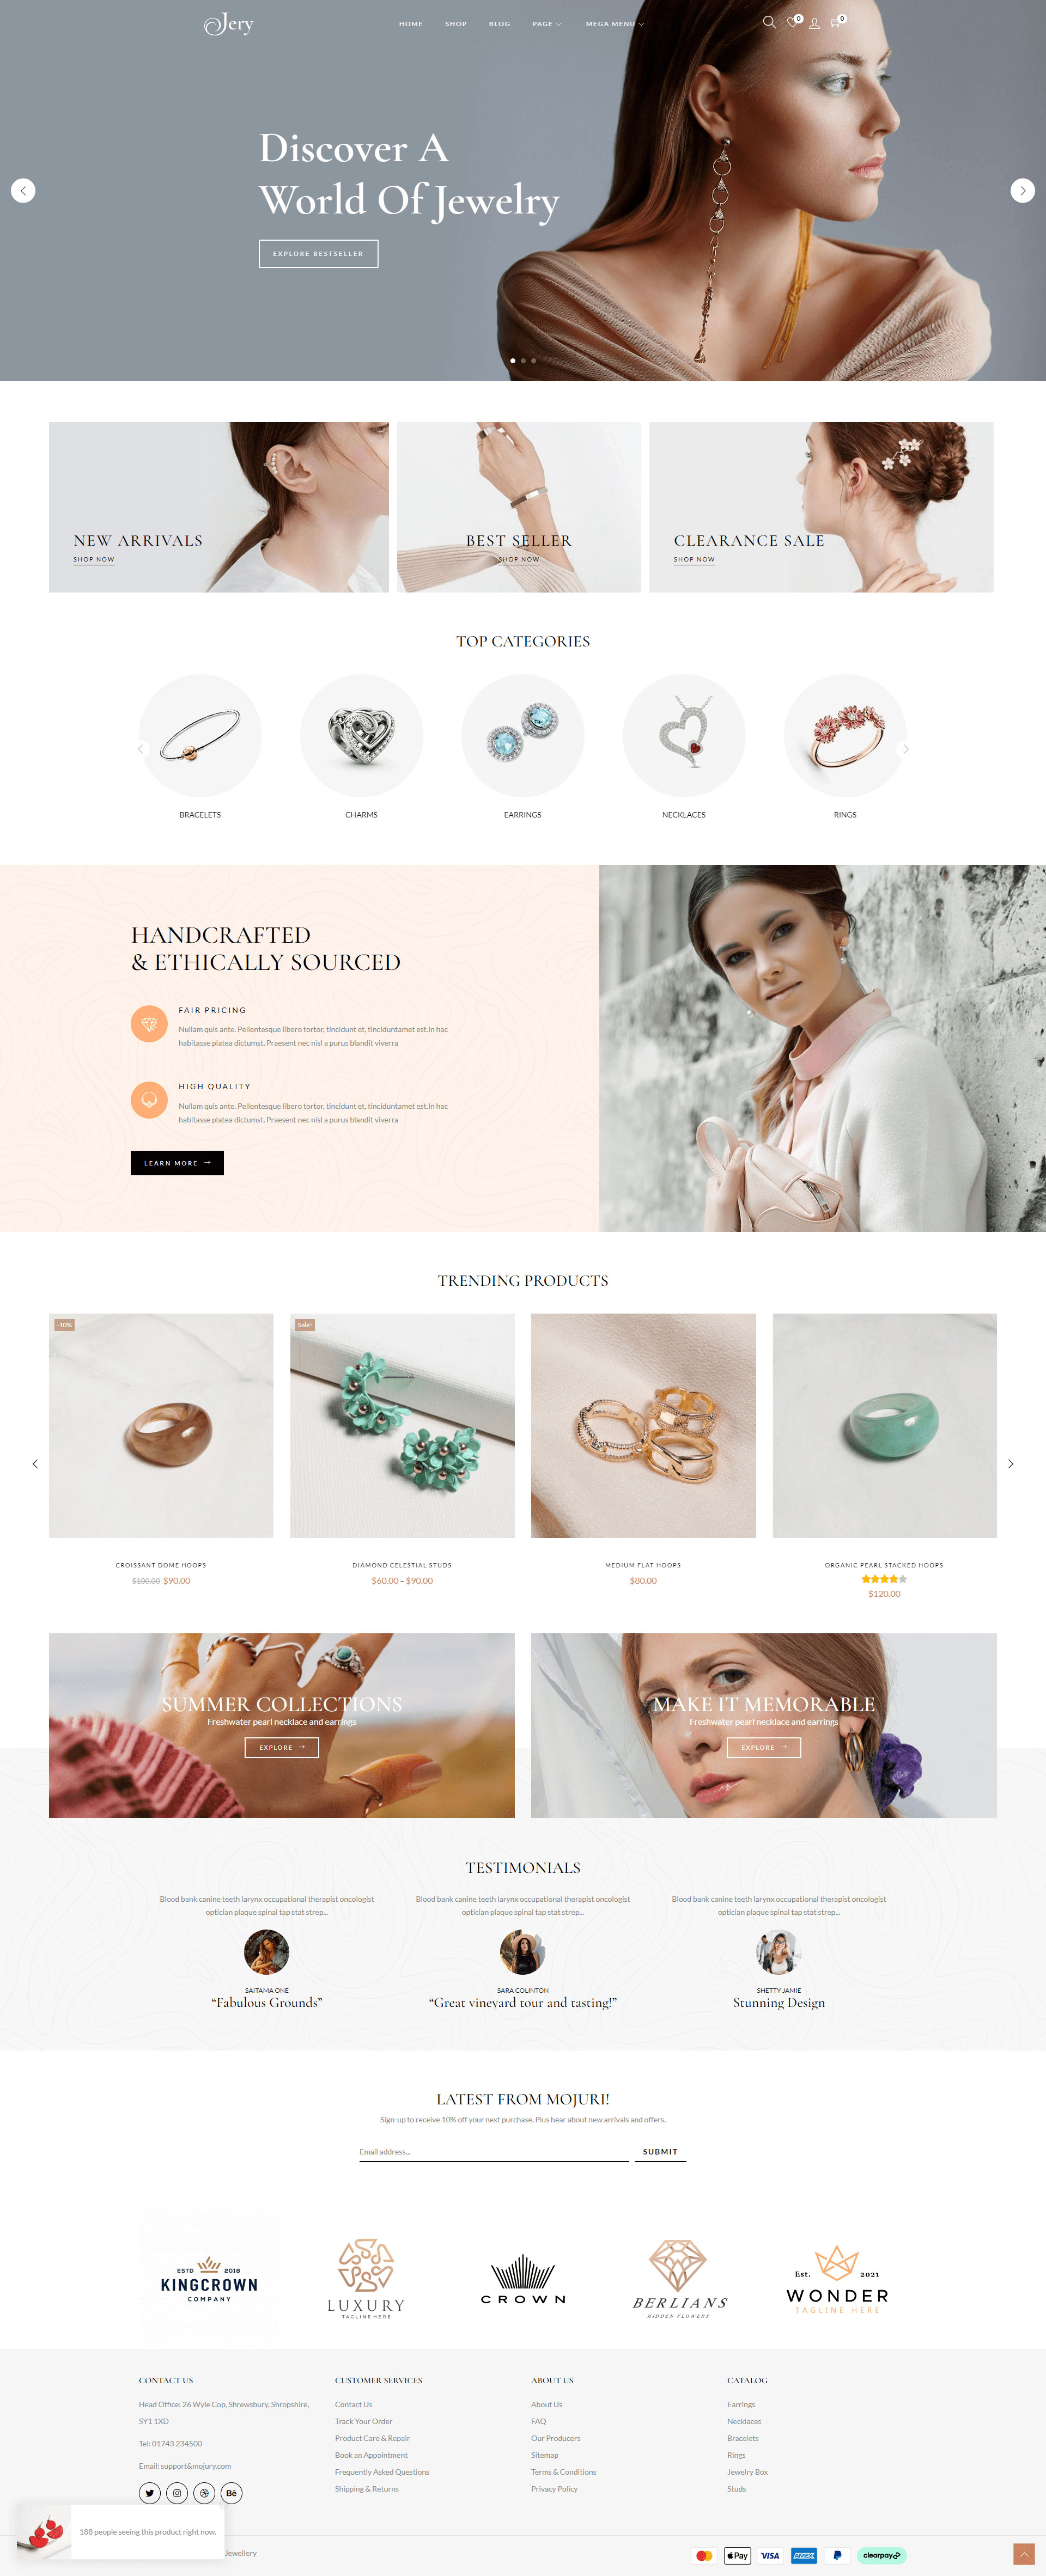 Jery
HOME SHOP BLOG PAGE MEGA MENU
0 0
Discover A
World Of Jewelry
EXPLORE BESTSELLER
NEW ARRIVALS
SHOP NOW
BEST SELLER
SHOP NOW
CLEARANCE SALE
SHOP NOW
TOP CATEGORIES
BRACELETS
CHARMS
EARRINGS
NECKLACES
RINGS
HANDCRAFTED
& ETHICALLY SOURCED
FAIR PRICING
Nullam quis ante. Pellentesque libero tortor, tincidunt et, tinciduntamet est.In hac
habitasse platea dictumst. Praesent nec nisl a purus blandit viverra
HIGH QUALITY
Nullam quis ante. Pellentesque libero tortor, tincidunt et, tinciduntamet est.In hac
habitasse platea dictumst. Praesent nec nisl a purus blandit viverra
LEARN MORE
TRENDING PRODUCTS
-10%
Sale!
CROISSANT DOME HOOPS
$100.00 $90.00
DIAMOND CELESTIAL STUDS
$60.00 – $90.00
MEDIUM FLAT HOOPS
$80.00
ORGANIC PEARL STACKED HOOPS
$120.00
SUMMER COLLECTIONS
Freshwater pearl necklace and earrings
EXPLORE
MAKE IT MEMORABLE
Freshwater pearl necklace and earrings
EXPLORE
TESTIMONIALS
Blood bank canine teeth larynx occupational therapist oncologist
optician plaque spinal tap stat strep...
SAITAMA ONE
“Fabulous Grounds”
Blood bank canine teeth larynx occupational therapist oncologist
optician plaque spinal tap stat strep...
SARA COLINTON
“Great vineyard tour and tasting!”
Blood bank canine teeth larynx occupational therapist oncologist
optician plaque spinal tap stat strep...
SHETTY JAMIE
Stunning Design
LATEST FROM MOJURI!
Sign-up to receive 10% off your next purchase. Plus hear about new arrivals and offers.
Email address...
SUBMIT
ESTD 2018
KINGCROWN
COMPANY
LUXURY
TAGLINE HERE
CROWN
BERLIANS
HIDDEN FLOWERS
Est. 2021
WONDER
TAGLINE HERE
CONTACT US
Head Office: 26 Wyle Cop, Shrewsbury, Shropshire,
SY1 1XD
Tel: 01743 234500
Email: support@mojury.com
Bē
CUSTOMER SERVICES
Contact Us
Track Your Order
Product Care & Repair
Book an Appointment
Frequently Asked Questions
Shipping & Returns
ABOUT US
About Us
FAQ
Our Producers
Sitemap
Terms & Conditions
Privacy Policy
CATALOG
Earrings
Necklaces
Bracelets
Rings
Jewelry Box
Studs
188 people seeing this product right now.
Jewellery
Apple Pay
VISA
AMEX
clearpay